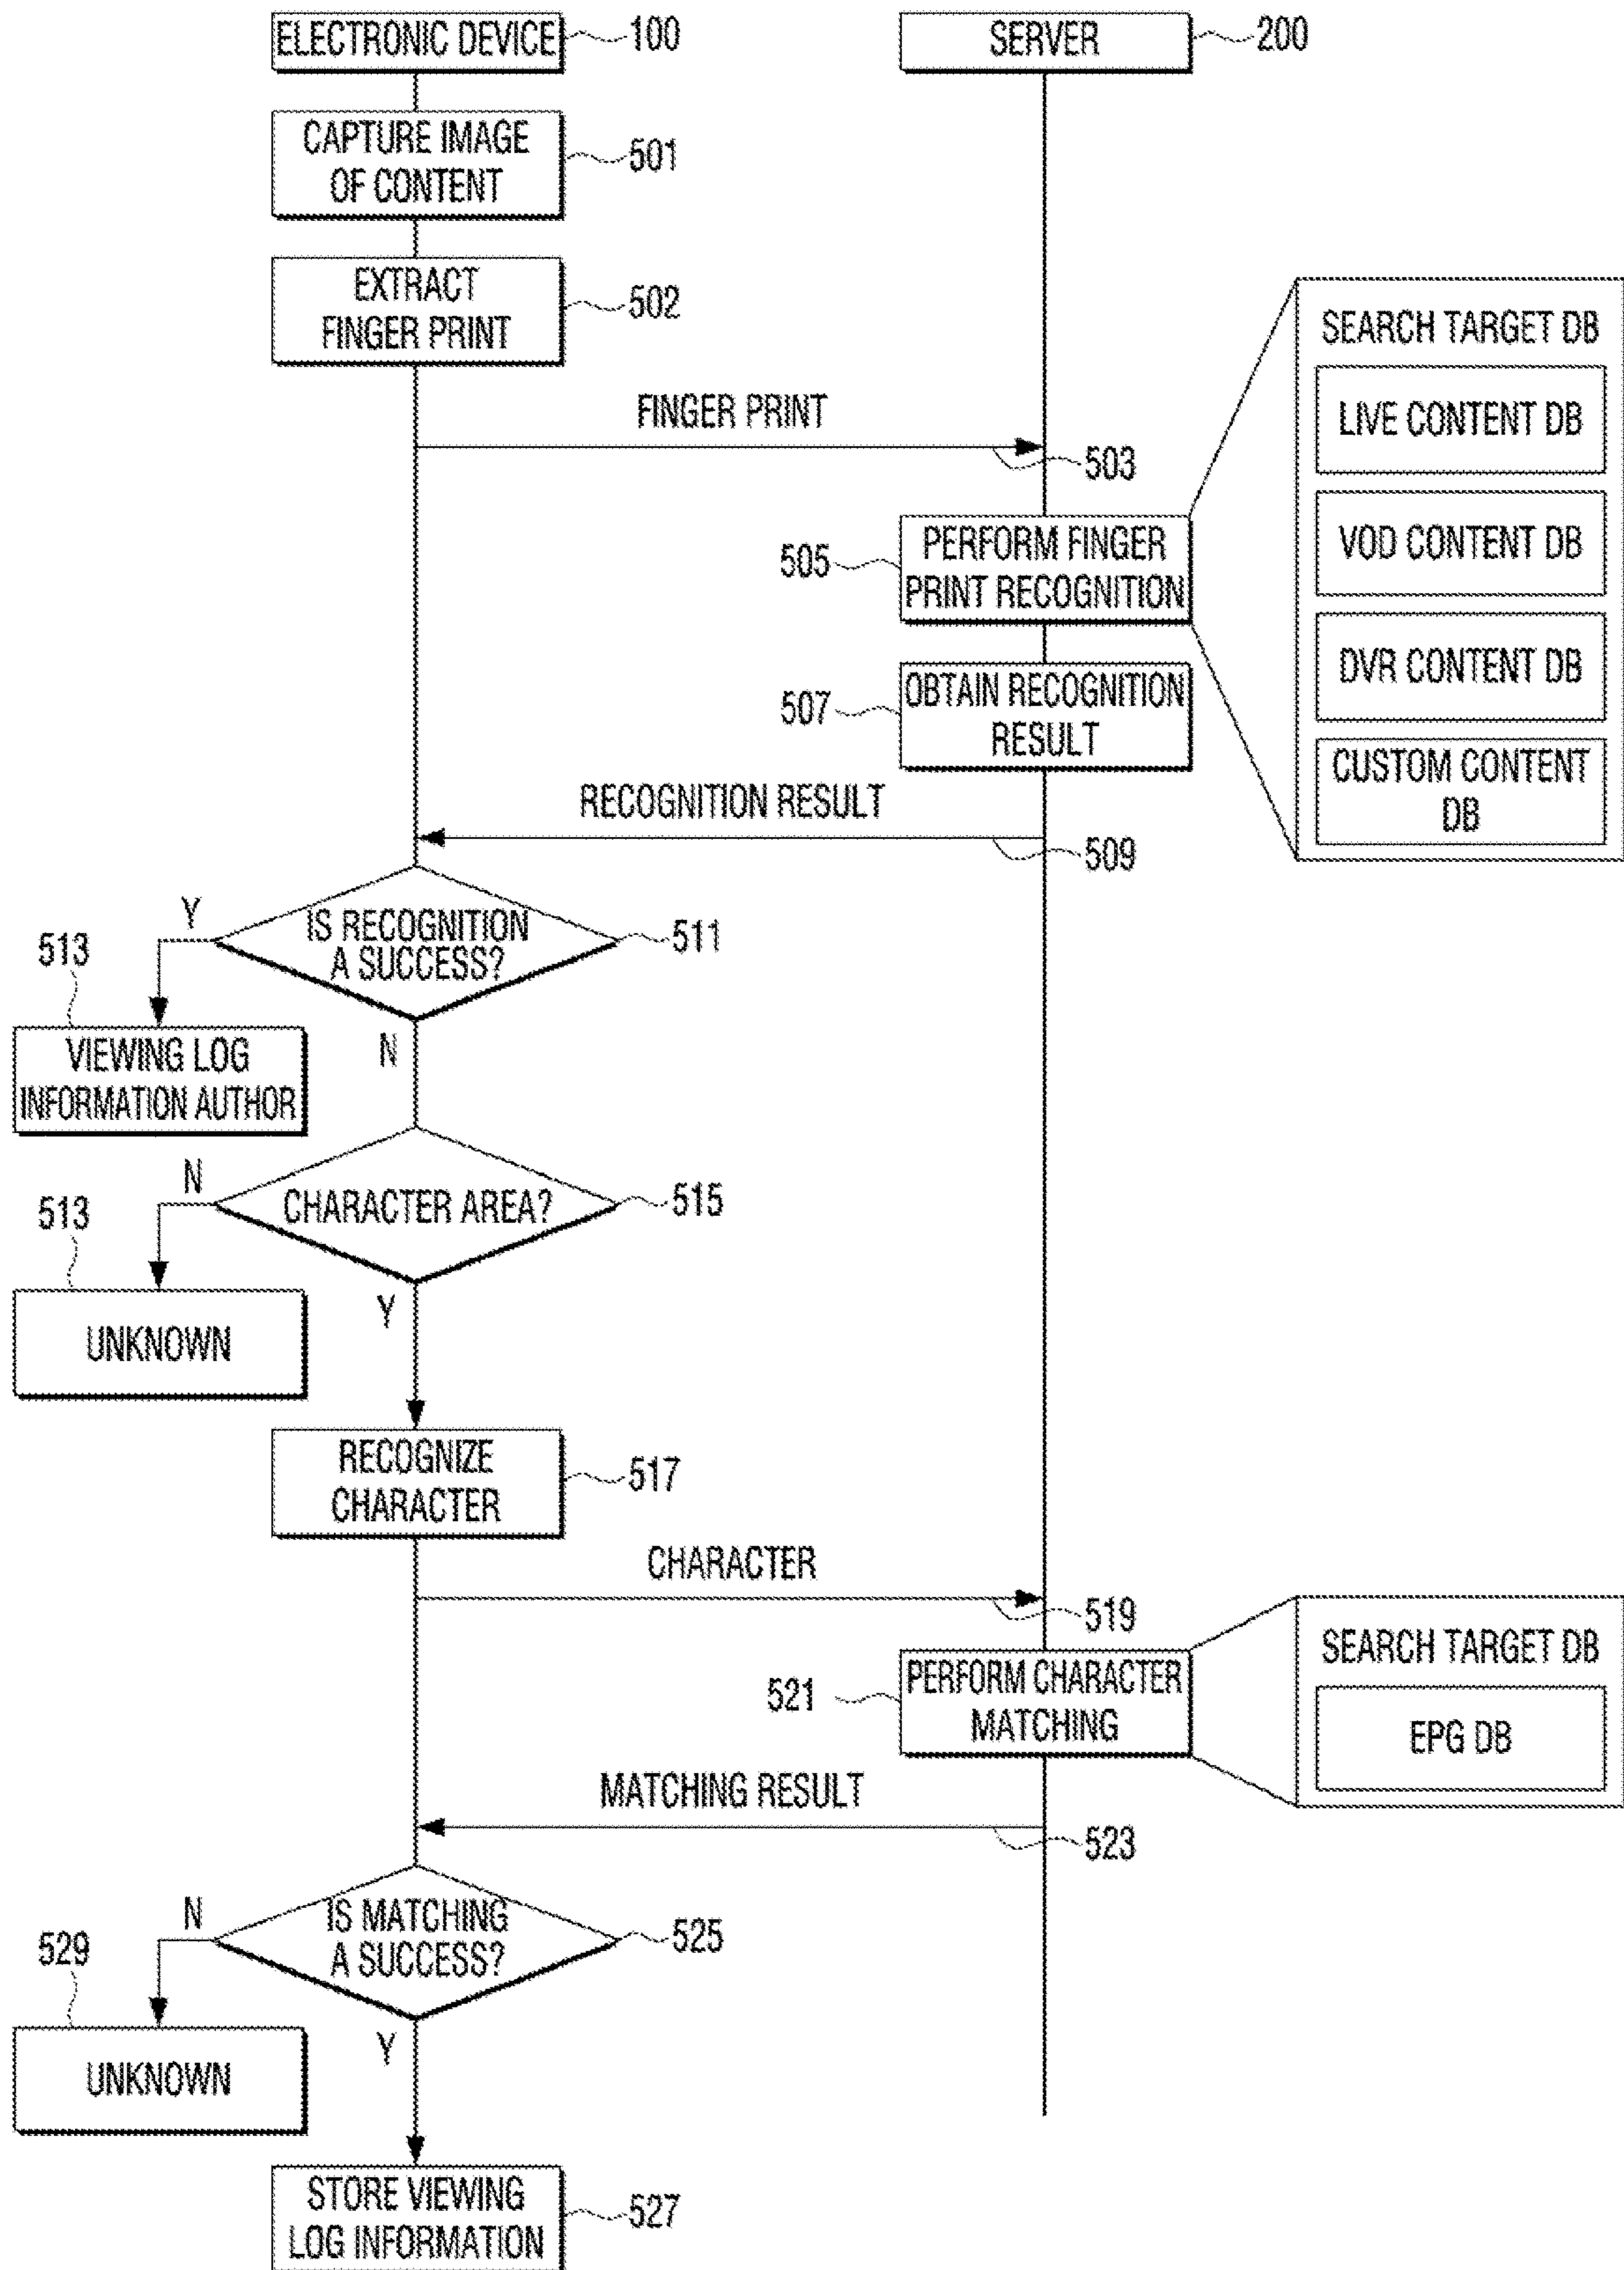 ELECTRONIC DEVICE
100
SERVER
200
CAPTURE IMAGE
OF CONTENT
501
EXTRACT
FINGER PRINT
502
FINGER PRINT
503
PERFORM FINGER
PRINT RECOGNITION
505
SEARCH TARGET DB
LIVE CONTENT DB
VOD CONTENT DB
DVR CONTENT DB
CUSTOM CONTENT
DB
OBTAIN RECOGNITION
RESULT
507
RECOGNITION RESULT
509
IS RECOGNITION
A SUCCESS?
511
Y
N
513
VIEWING LOG
INFORMATION AUTHOR
CHARACTER AREA?
515
N
Y
513
UNKNOWN
RECOGNIZE
CHARACTER
517
CHARACTER
519
PERFORM CHARACTER
MATCHING
521
SEARCH TARGET DB
EPG DB
MATCHING RESULT
523
IS MATCHING
A SUCCESS?
525
N
Y
529
UNKNOWN
STORE VIEWING
LOG INFORMATION
527